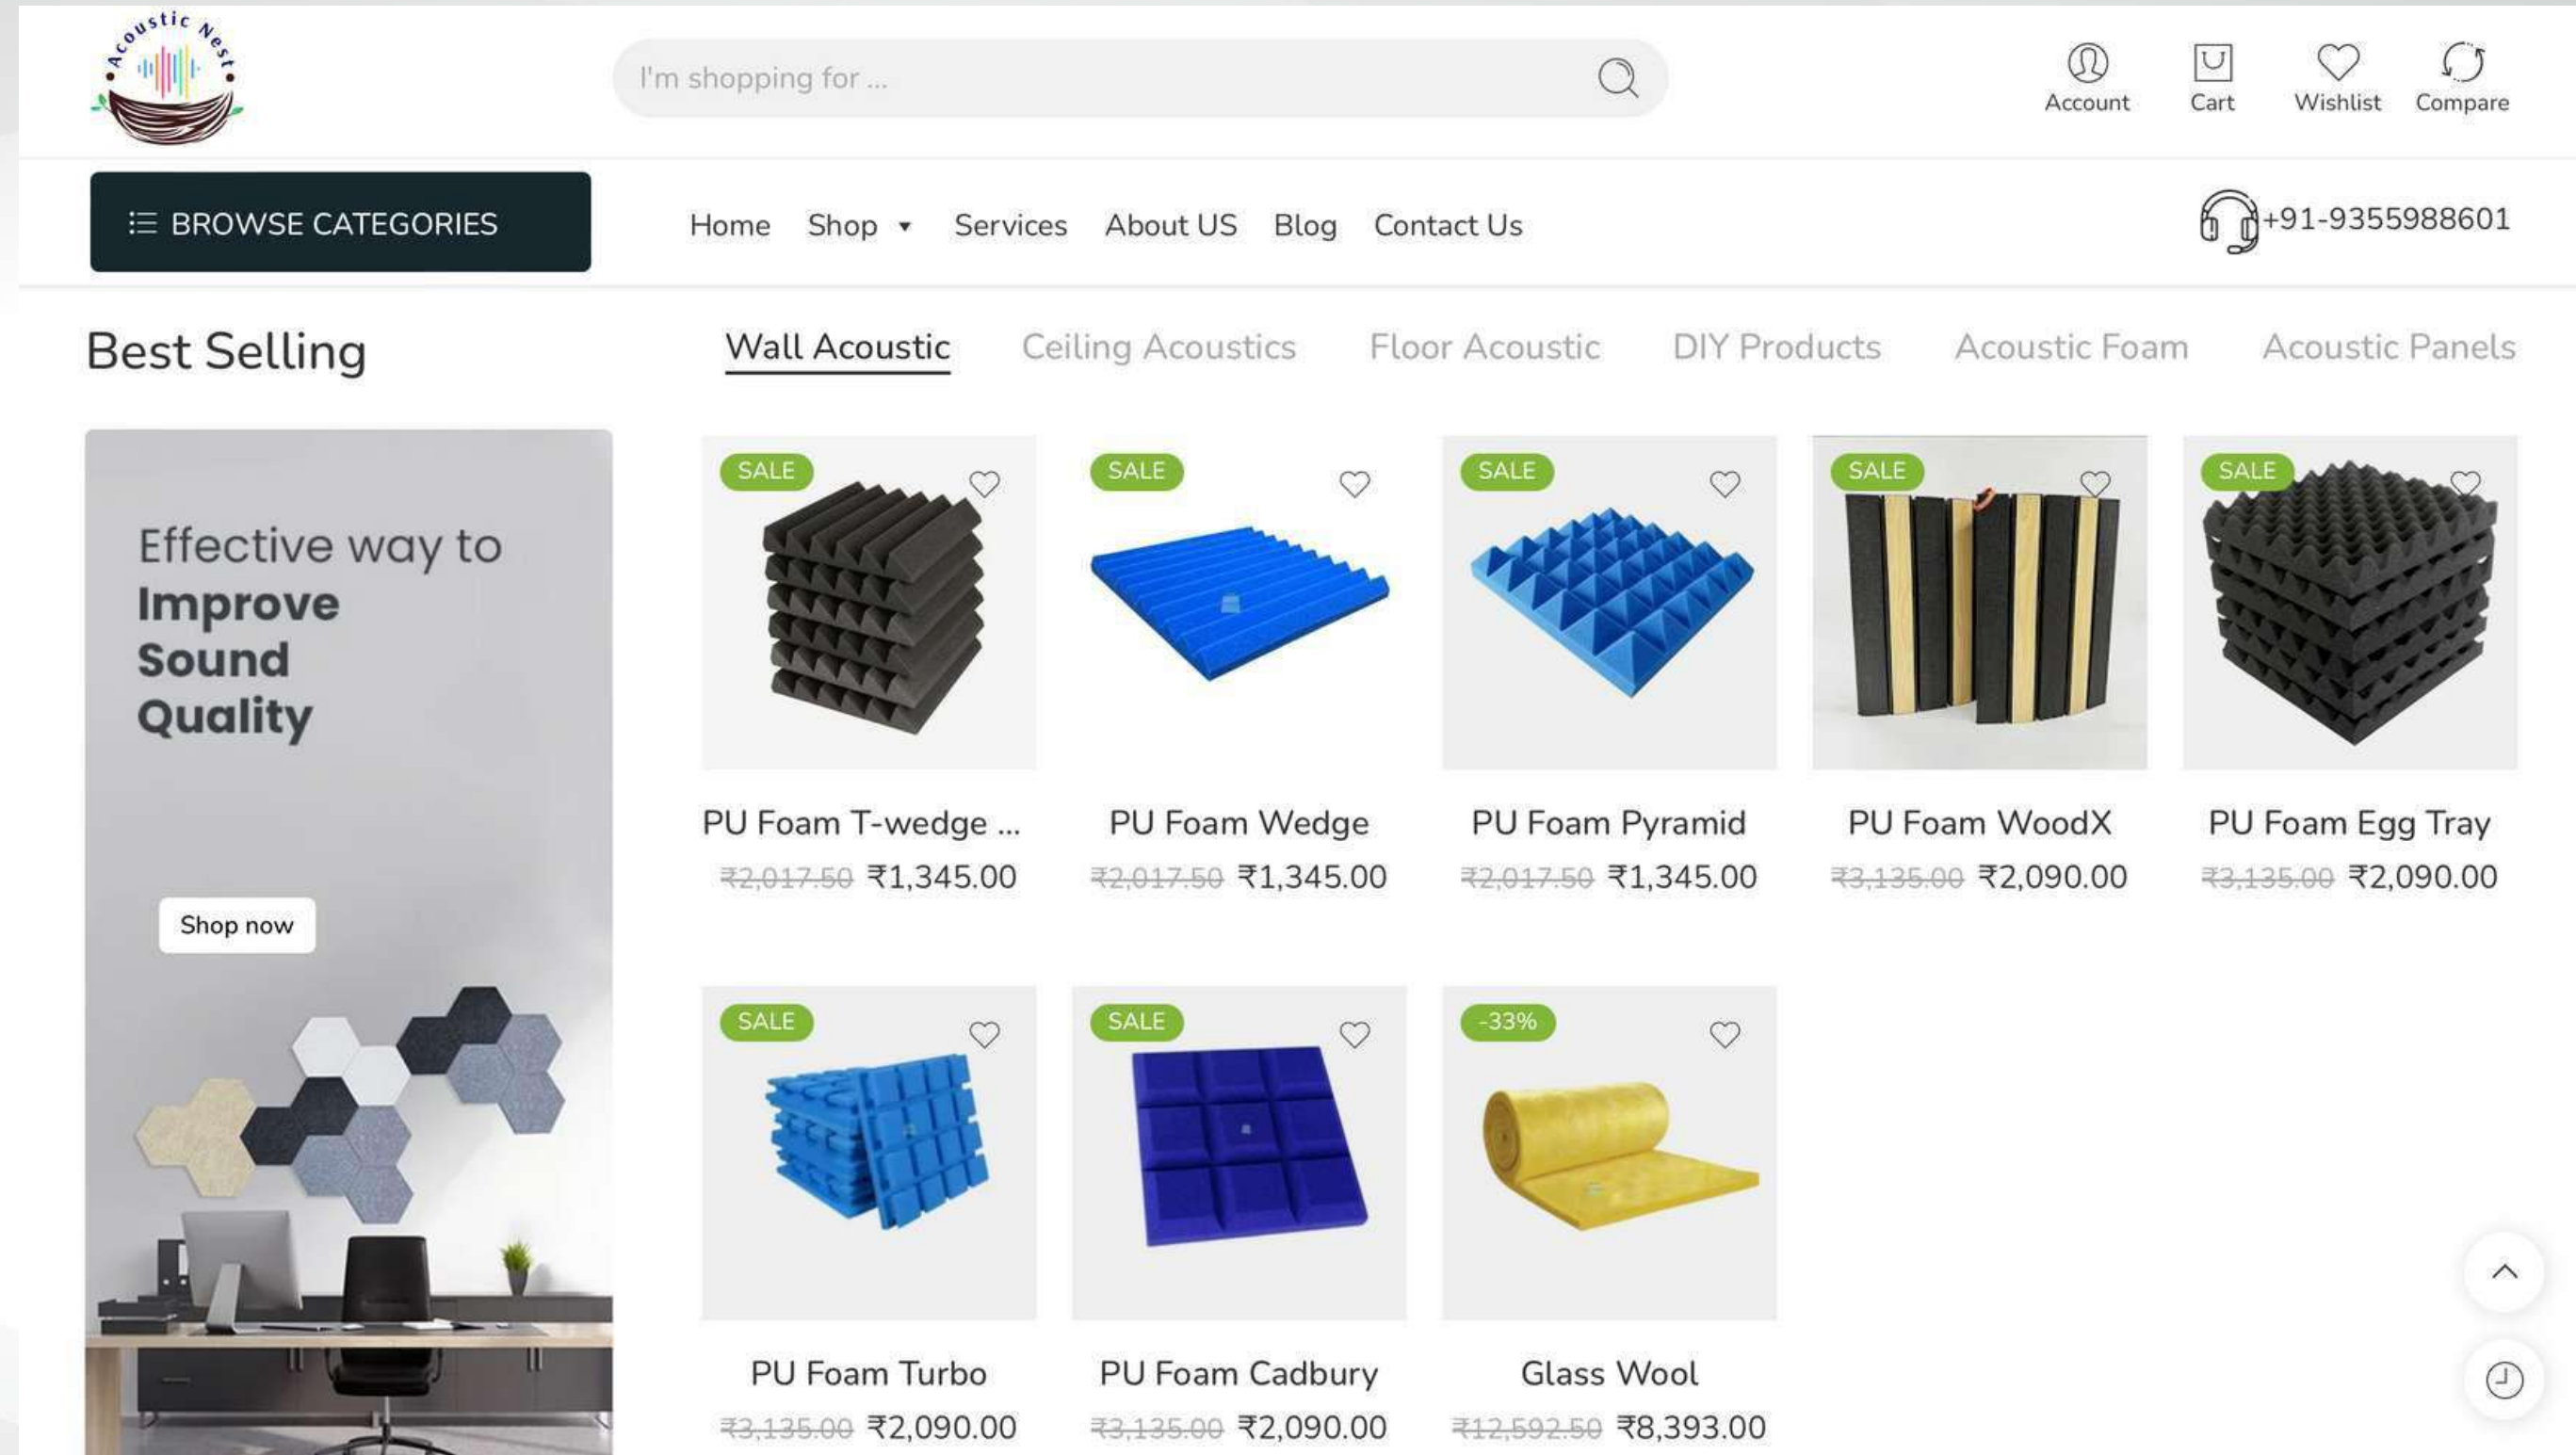 Acoustic Nest
I'm shopping for ...
Account
Cart
Wishlist
Compare
BROWSE CATEGORIES
Home
Shop
Services
About US
Blog
Contact Us
+91-9355988601
Best Selling
Wall Acoustic
Ceiling Acoustics
Floor Acoustic
DIY Products
Acoustic Foam
Acoustic Panels
Effective way to
Improve
Sound
Quality
Shop now
SALE
SALE
SALE
SALE
SALE
PU Foam T-wedge ...
PU Foam Wedge
PU Foam Pyramid
PU Foam WoodX
PU Foam Egg Tray
₹2,017.50 ₹1,345.00
₹2,017.50 ₹1,345.00
₹2,017.50 ₹1,345.00
₹3,135.00 ₹2,090.00
₹3,135.00 ₹2,090.00
SALE
SALE
-33%
PU Foam Turbo
PU Foam Cadbury
Glass Wool
₹3,135.00 ₹2,090.00
₹3,135.00 ₹2,090.00
₹12,592.50 ₹8,393.00